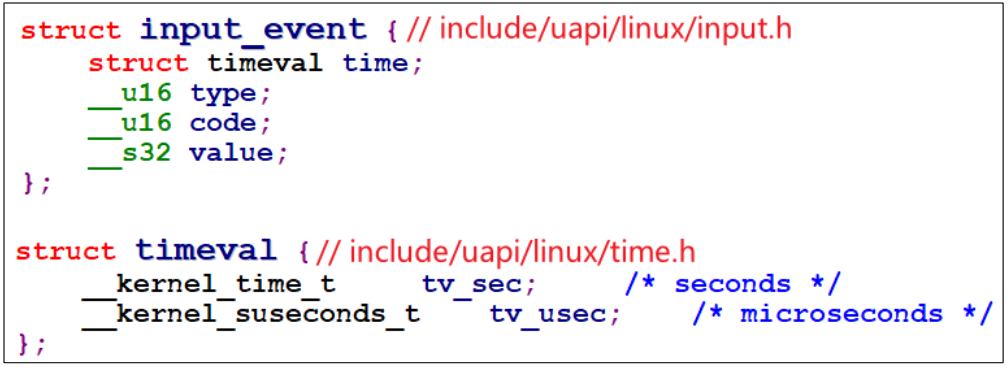 struct input_event { // include/uapi/linux/input.h
    struct timeval time;
    __u16 type;
    __u16 code;
    __s32 value;
};

struct timeval { // include/uapi/linux/time.h
    __kernel_time_t     tv_sec;     /* seconds */
    __kernel_suseconds_t    tv_usec;    /* microseconds */
};